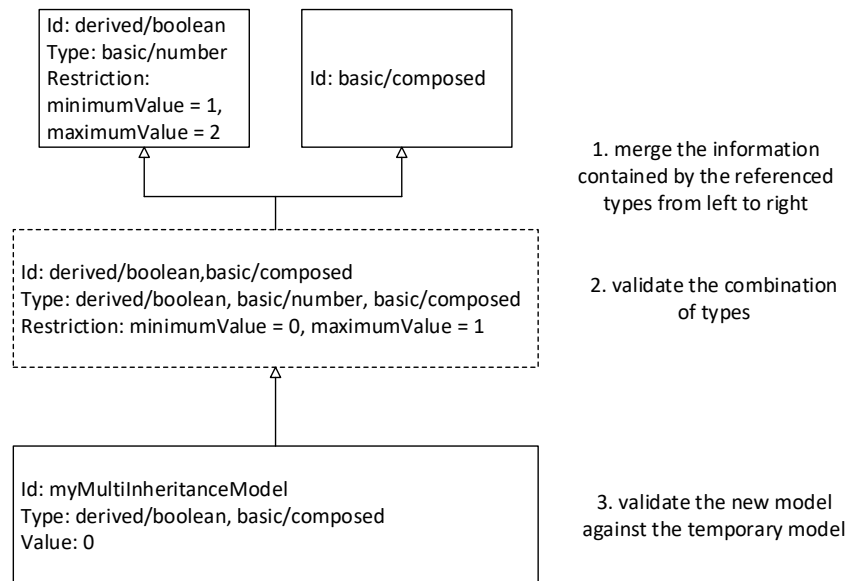 Id: derived/boolean
Type: basic/number
Restriction:
minimumValue = 1,
maximumValue = 2
Id: basic/composed
1. merge the information
contained by the referenced
types from left to right
Id: derived/boolean,basic/composed
Type: derived/boolean, basic/number, basic/composed
Restriction: minimumValue = 0, maximumValue = 1
2. validate the combination
of types
Id: myMultiInheritanceModel
Type: derived/boolean, basic/composed
Value: 0
3. validate the new model
against the temporary model